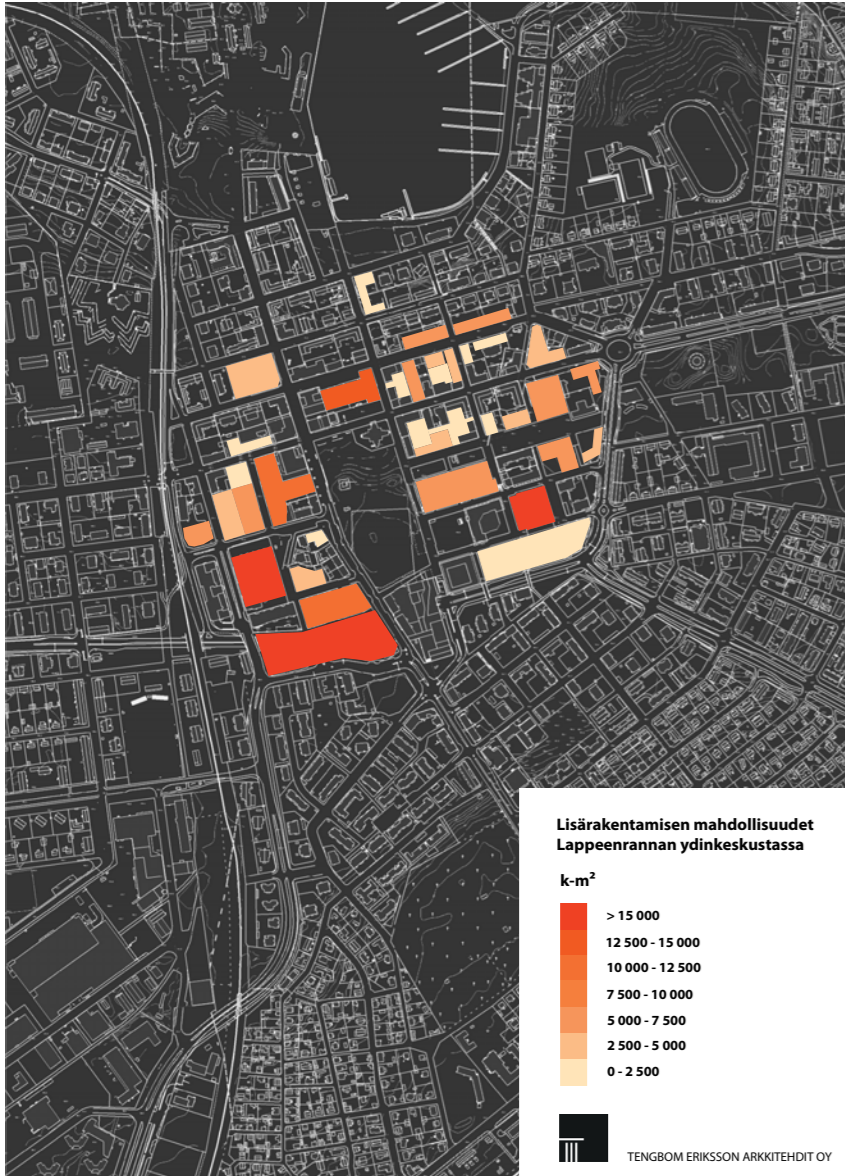 Lisärakentamisen mahdollisuudet
Lappeenrannan ydinkeskustassa
k-m²
> 15 000
12 500 - 15 000
10 000 - 12 500
7 500 - 10 000
5 000 - 7 500
2 500 - 5 000
0 - 2 500
TENGBOM ERIKSSON ARKKITEHDIT OY